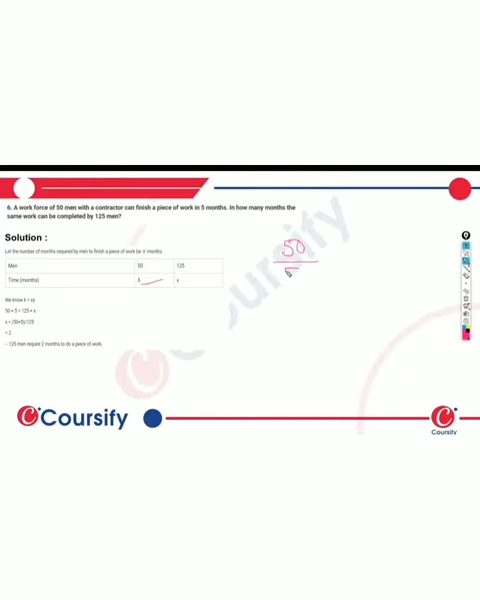 6. A work force of 50 men with a contractor can finish a piece of work in 5 months. In how many months the
same work can be completed by 125 men?
Solution :
Let the number of months required by men to finish a piece of work be 'x' months
Men 50 125
Time (months) 5 x
We know k = xy
50 × 5 = 125 × x
x = (50×5)/125
= 2
∴ 125 men require 2 months to do a piece of work.
50
Coursify
Coursify
Coursify